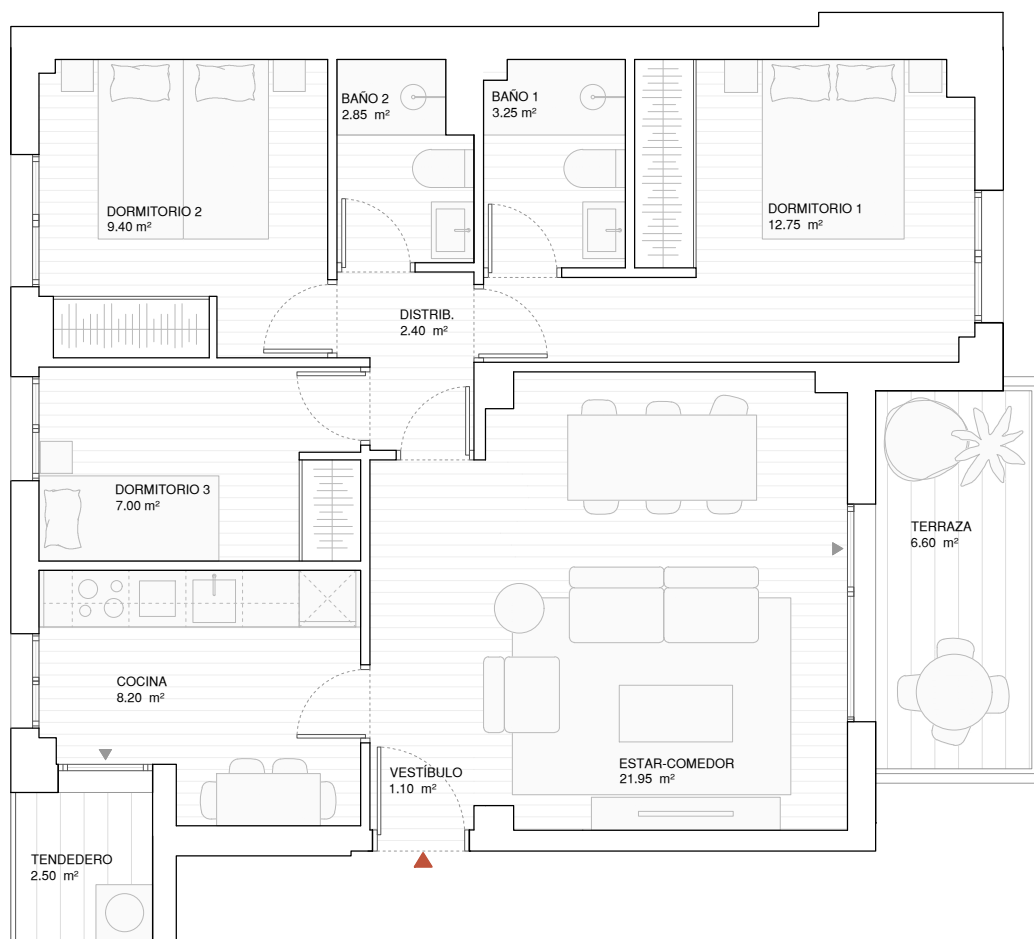 BAÑO 2
2.85 m²
BAÑO 1
3.25 m²
DORMITORIO 2
9.40 m²
DORMITORIO 1
12.75 m²
DISTRIB.
2.40 m²
DORMITORIO 3
7.00 m²
TERRAZA
6.60 m²
COCINA
8.20 m²
VESTÍBULO
1.10 m²
ESTAR-COMEDOR
21.95 m²
TENDEDERO
2.50 m²